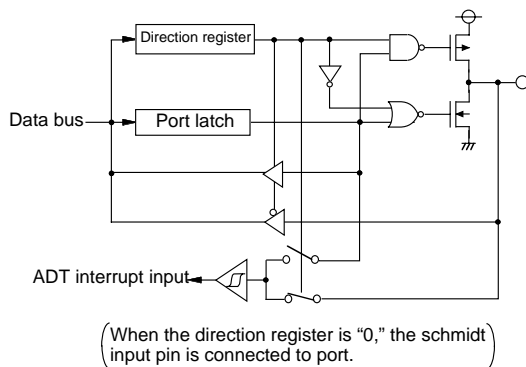 Direction register
Data bus
Port latch
ADT interrupt input
(When the direction register is “0,” the schmidt
input pin is connected to port.)